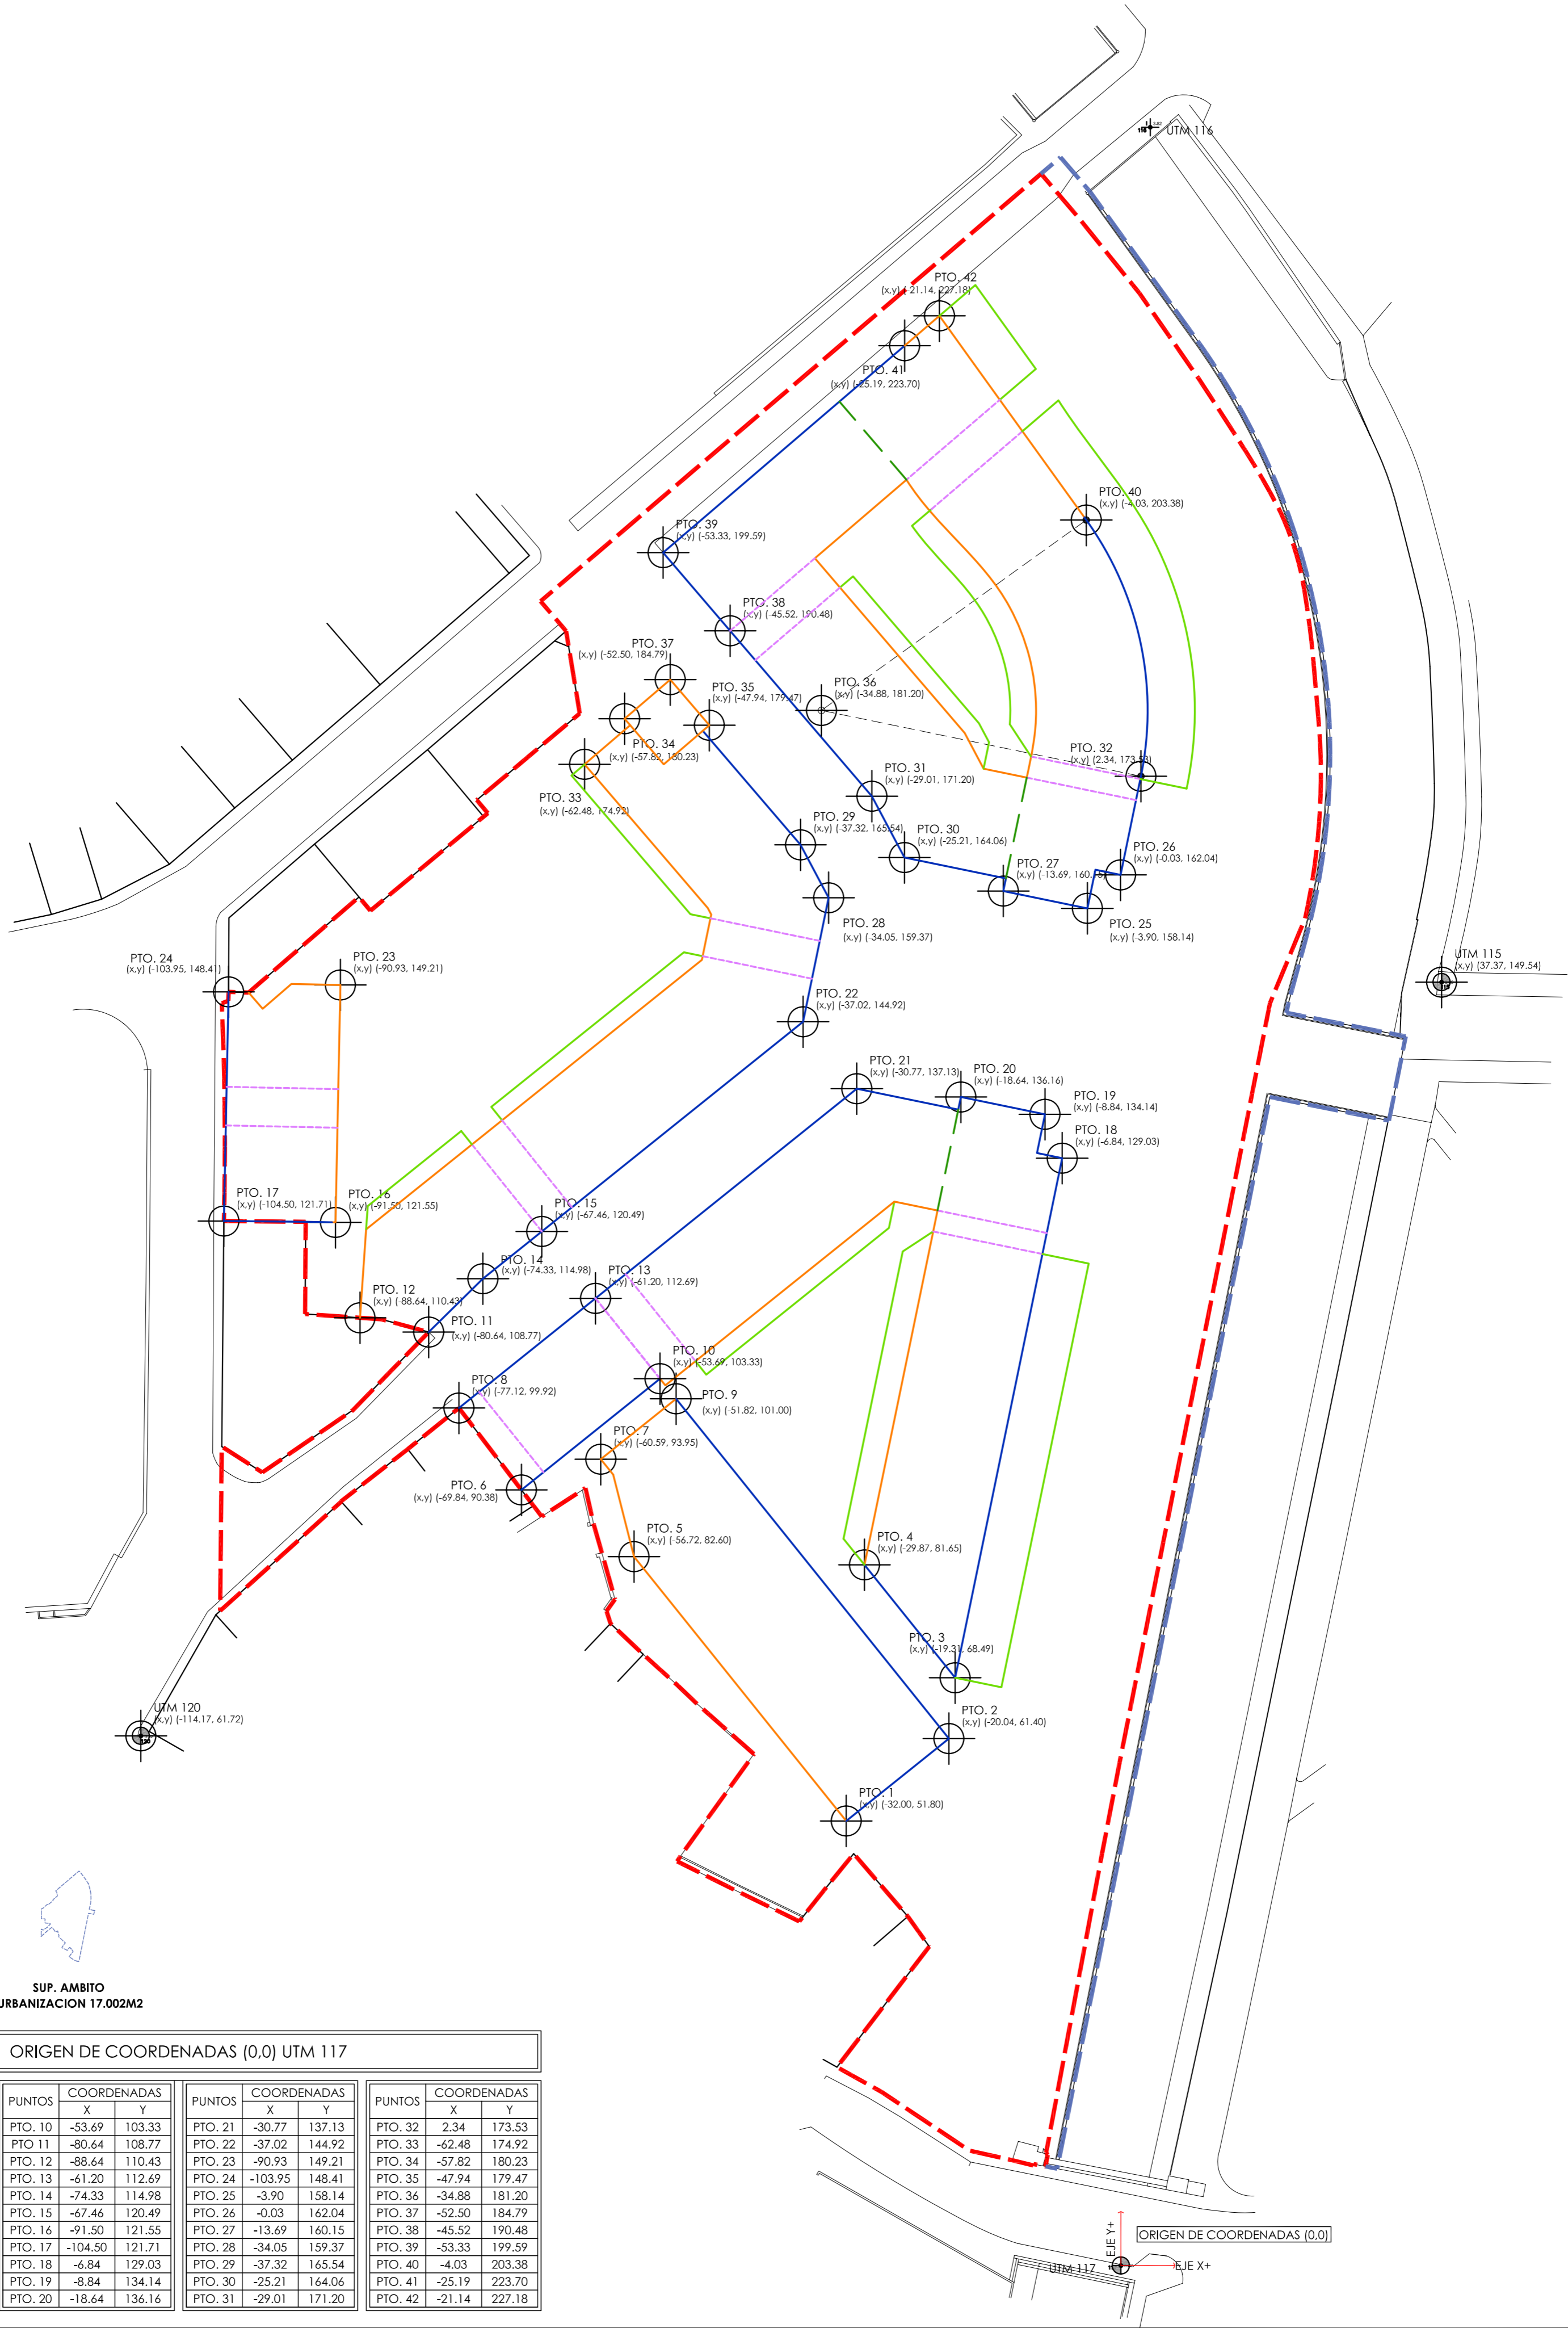 UTM 116
PTO. 42
(x,y) (-21.14, 227.18)
PTO. 41
(x,y) (-25.19, 223.70)
PTO. 40
(x,y) (-4.03, 203.38)
PTO. 39
(x,y) (-53.33, 199.59)
PTO. 38
(x,y) (-45.52, 190.48)
PTO. 37
(x,y) (-52.50, 184.79)
PTO. 36
(x,y) (-34.88, 181.20)
PTO. 35
(x,y) (-47.94, 179.47)
PTO. 34
(x,y) (-57.82, 180.23)
PTO. 32
(x,y) (2.34, 173.53)
PTO. 33
(x,y) (-62.48, 174.92)
PTO. 31
(x,y) (-29.01, 171.20)
PTO. 29
(x,y) (-37.32, 165.54)
PTO. 30
(x,y) (-25.21, 164.06)
PTO. 26
(x,y) (-0.03, 162.04)
PTO. 27
(x,y) (-13.69, 160.15)
PTO. 28
(x,y) (-34.05, 159.37)
PTO. 25
(x,y) (-3.90, 158.14)
UTM 115
(x,y) (37.37, 149.54)
PTO. 24
(x,y) (-103.95, 148.41)
PTO. 23
(x,y) (-90.93, 149.21)
PTO. 22
(x,y) (-37.02, 144.92)
PTO. 21
(x,y) (-30.77, 137.13)
PTO. 20
(x,y) (-18.64, 136.16)
PTO. 19
(x,y) (-8.84, 134.14)
PTO. 18
(x,y) (-6.84, 129.03)
PTO. 17
(x,y) (-104.50, 121.71)
PTO. 16
(x,y) (-91.50, 121.55)
PTO. 15
(x,y) (-67.46, 120.49)
PTO. 14
(x,y) (-74.33, 114.98)
PTO. 13
(x,y) (-61.20, 112.69)
PTO. 12
(x,y) (-88.64, 110.43)
PTO. 11
(x,y) (-80.64, 108.77)
PTO. 10
(x,y) (-53.69, 103.33)
PTO. 8
(x,y) (-77.12, 99.92)
PTO. 9
(x,y) (-51.82, 101.00)
PTO. 7
(x,y) (-60.59, 93.95)
PTO. 6
(x,y) (-69.84, 90.38)
PTO. 5
(x,y) (-56.72, 82.60)
PTO. 4
(x,y) (-29.87, 81.65)
PTO. 3
(x,y) (-19.31, 68.49)
UTM 120
(x,y) (-114.17, 61.72)
PTO. 2
(x,y) (-20.04, 61.40)
PTO. 1
(x,y) (-32.00, 51.80)
SUP. AMBITO
URBANIZACION 17.002M2
ORIGEN DE COORDENADAS (0,0) UTM 117
PUNTOS COORDENADAS PUNTOS COORDENADAS PUNTOS COORDENADAS
X Y X Y X Y
PTO. 10 -53.69 103.33 PTO. 21 -30.77 137.13 PTO. 32 2.34 173.53
PTO 11 -80.64 108.77 PTO. 22 -37.02 144.92 PTO. 33 -62.48 174.92
PTO. 12 -88.64 110.43 PTO. 23 -90.93 149.21 PTO. 34 -57.82 180.23
PTO. 13 -61.20 112.69 PTO. 24 -103.95 148.41 PTO. 35 -47.94 179.47
PTO. 14 -74.33 114.98 PTO. 25 -3.90 158.14 PTO. 36 -34.88 181.20
PTO. 15 -67.46 120.49 PTO. 26 -0.03 162.04 PTO. 37 -52.50 184.79
PTO. 16 -91.50 121.55 PTO. 27 -13.69 160.15 PTO. 38 -45.52 190.48
PTO. 17 -104.50 121.71 PTO. 28 -34.05 159.37 PTO. 39 -53.33 199.59
PTO. 18 -6.84 129.03 PTO. 29 -37.32 165.54 PTO. 40 -4.03 203.38
PTO. 19 -8.84 134.14 PTO. 30 -25.21 164.06 PTO. 41 -25.19 223.70
PTO. 20 -18.64 136.16 PTO. 31 -29.01 171.20 PTO. 42 -21.14 227.18
EJE Y+
ORIGEN DE COORDENADAS (0,0)
UTM 117
EJE X+